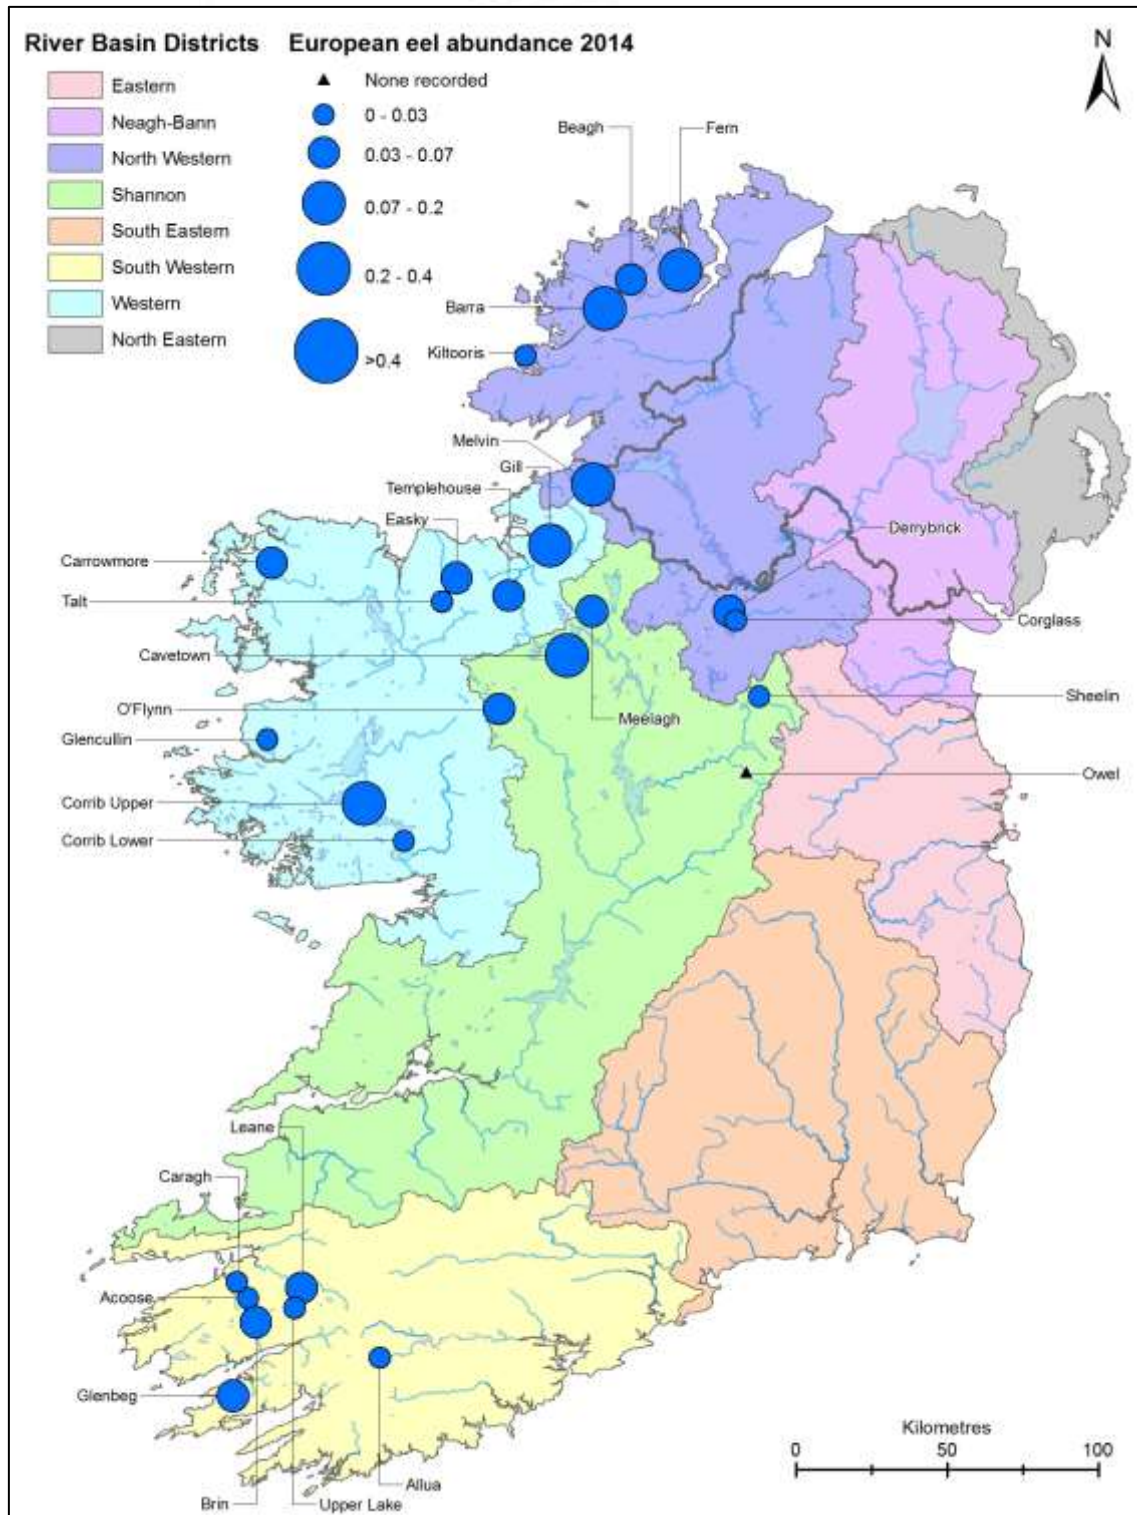 River Basin Districts
Eastern
Neagh-Bann
North Western
Shannon
South Eastern
South Western
Western
North Eastern
European eel abundance 2014
None recorded
0 - 0.03
0.03 - 0.07
0.07 - 0.2
0.2 - 0.4
>0.4
N
Beagh
Fern
Barra
Kiltooris
Melvin
Gill
Templehouse
Easky
Derrybrick
Carrowmore
Talt
Corglass
Cavetown
Sheelin
O'Flynn
Meelagh
Glencullin
Owel
Corrib Upper
Corrib Lower
Leane
Caragh
Acoose
Glenbeg
Allua
Brin
Upper Lake
Kilometres
0 50 100